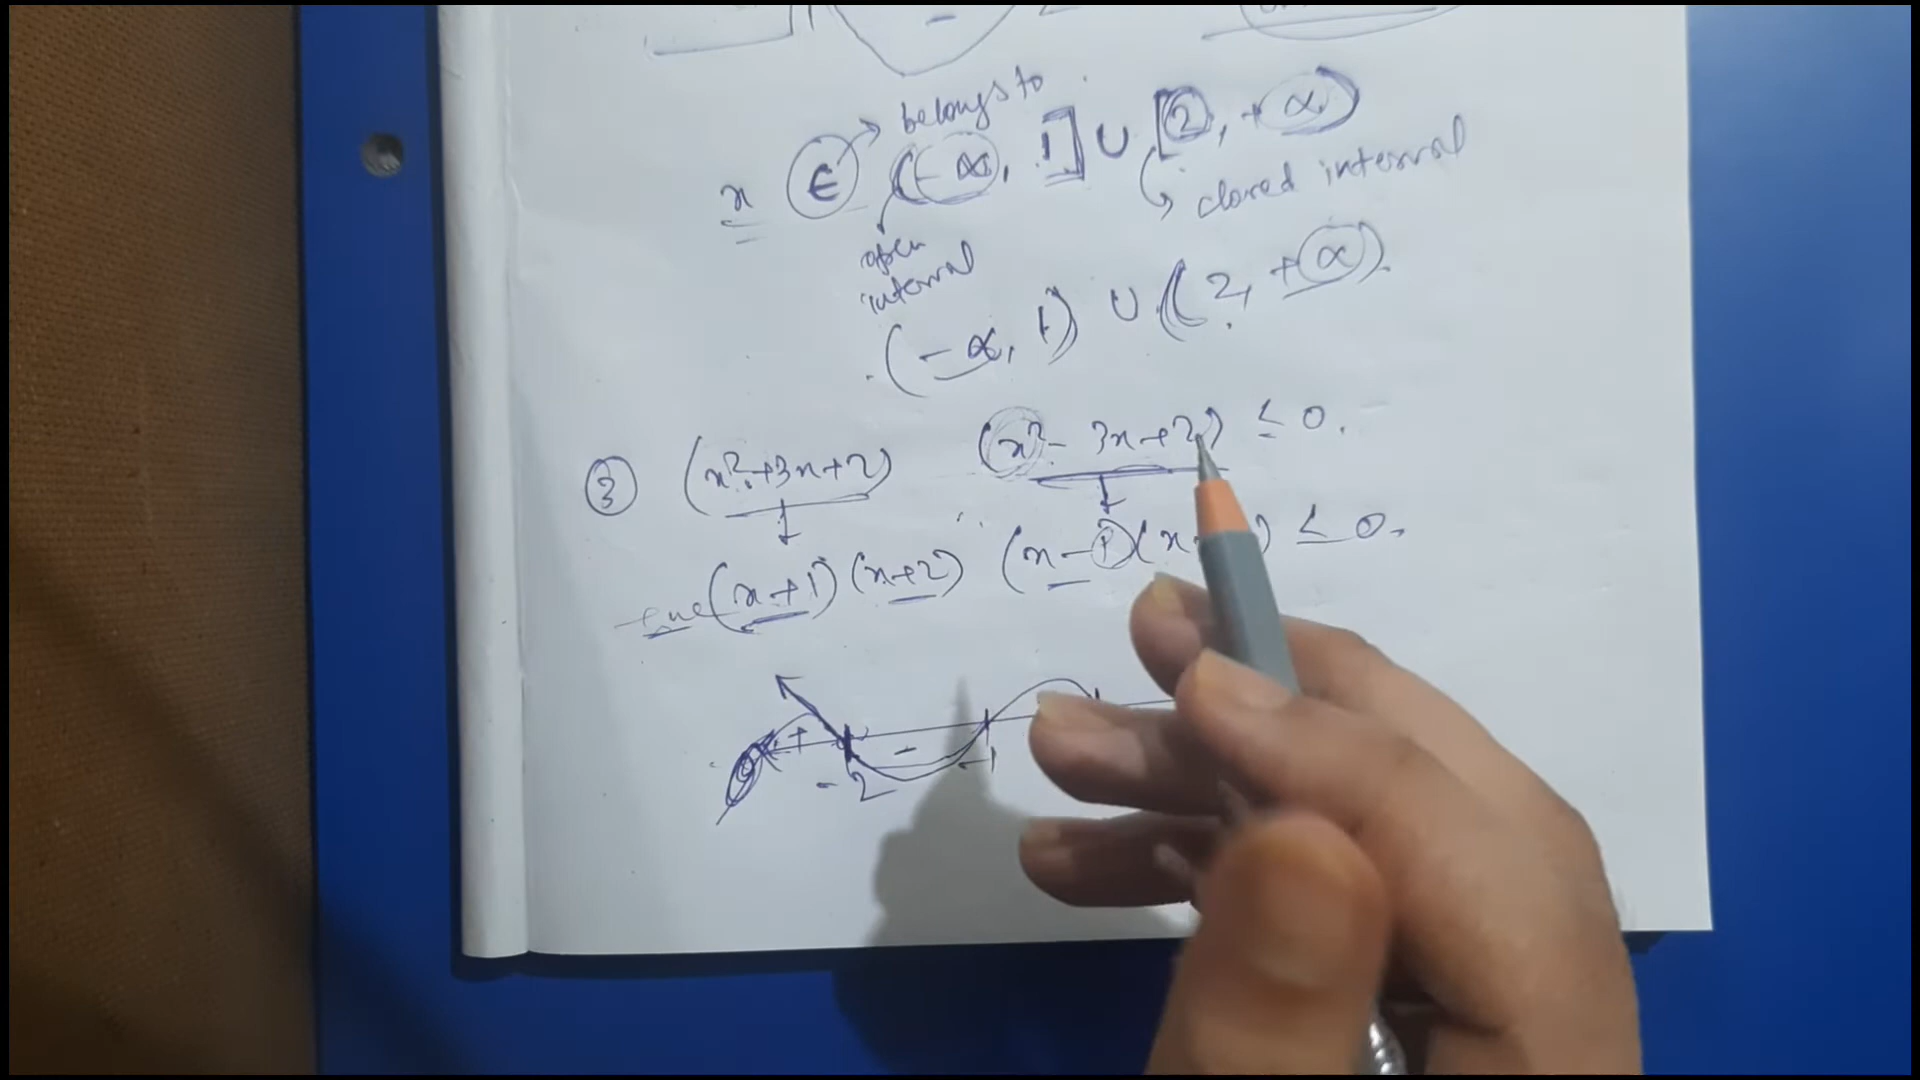 belongs to
x ∈ (-∞, 1] ∪ [2, +∞)
open interval
closed interval
(-∞, 1) ∪ (2, +∞).
③ (x²+3x+2) (x²-3x+2) ≤ 0.
(x+1)(x+2) (x-1)(x- ) ≤ 0.
+ -
-2 -1